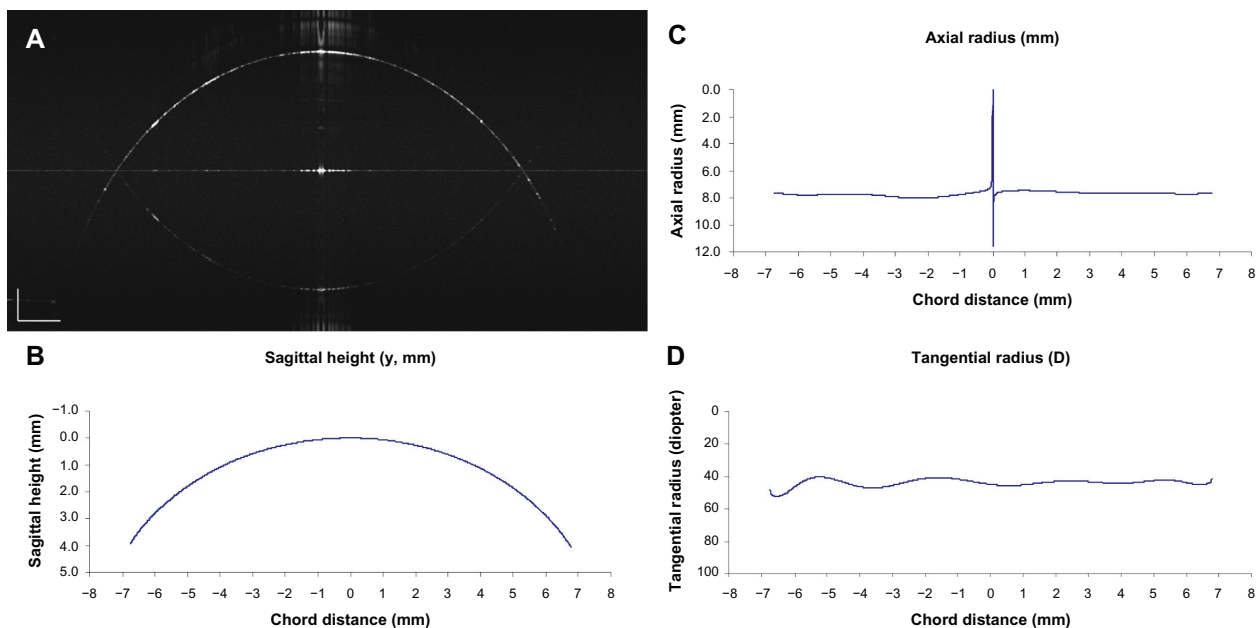 A
B
Sagittal height (y, mm)
Sagittal height (mm)
−1.0
0.0
1.0
2.0
3.0
4.0
5.0
−8 −7 −6 −5 −4 −3 −2 −1 0 1 2 3 4 5 6 7 8
Chord distance (mm)
C
Axial radius (mm)
Axial radius (mm)
0.0
2.0
4.0
6.0
8.0
10.0
12.0
−8 −7 −6 −5 −4 −3 −2 −1 0 1 2 3 4 5 6 7 8
Chord distance (mm)
D
Tangential radius (D)
Tangential radius (diopter)
0
20
40
60
80
100
−8 −7 −6 −5 −4 −3 −2 −1 0 1 2 3 4 5 6 7 8
Chord distance (mm)